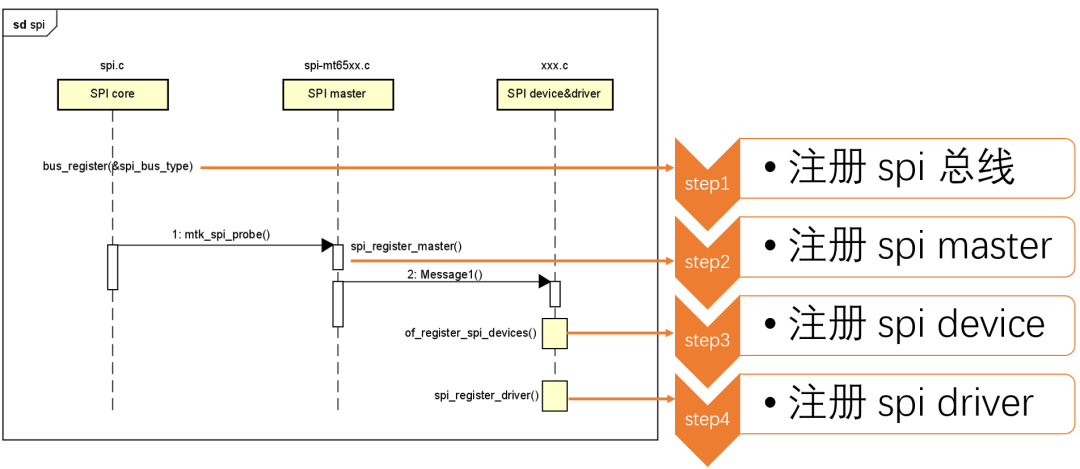 sd spi
spi.c
spi-mt65xx.c
xxx.c
SPI core
SPI master
SPI device&driver
bus_register(&spi_bus_type)
1: mtk_spi_probe()
spi_register_master()
2: Message1()
of_register_spi_devices()
spi_register_driver()
step1
• 注册 spi 总线
step2
• 注册 spi master
step3
• 注册 spi device
step4
• 注册 spi driver